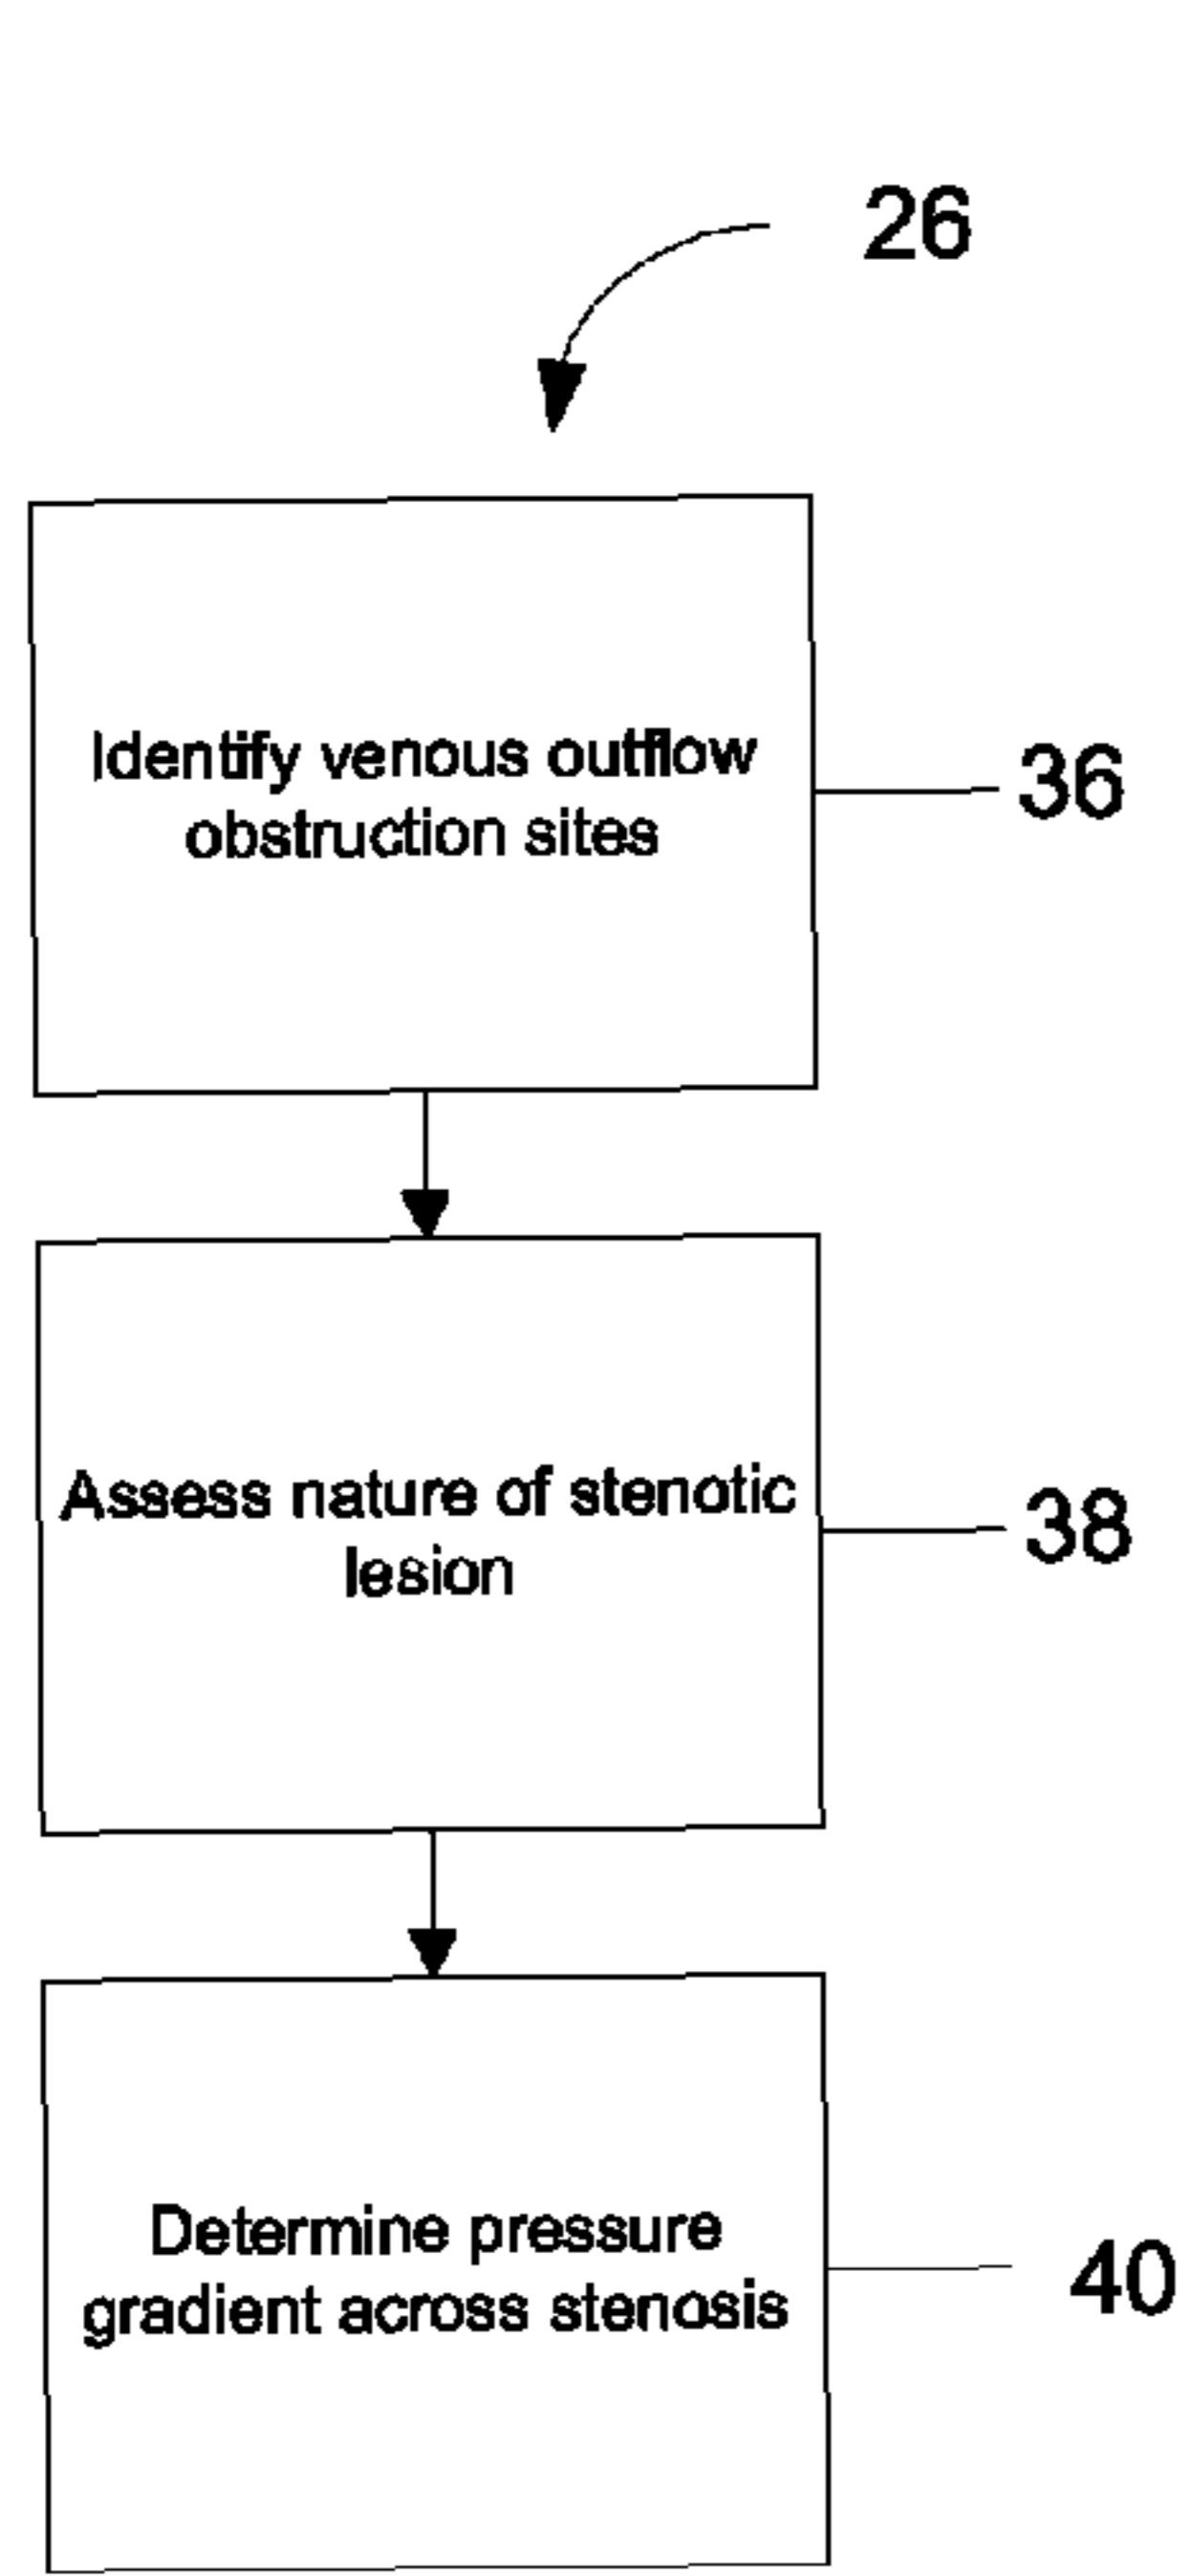 26
Identify venous outflow
obstruction sites
36
Assess nature of stenotic
lesion
38
Determine pressure
gradient across stenosis
40